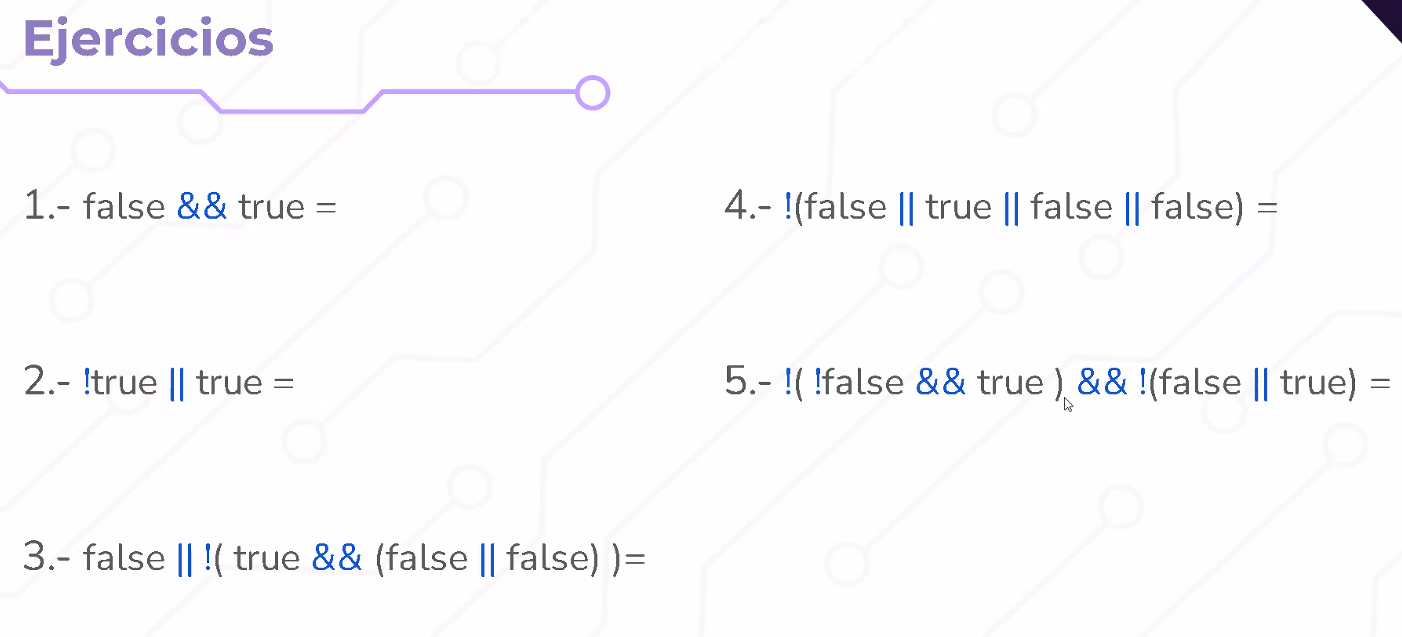 Ejercicios
1.- false && true =
2.- !true || true =
3.- false || !( true && (false || false) )=
4.- !(false || true || false || false) =
5.- !( !false && true ) && !(false || true) =